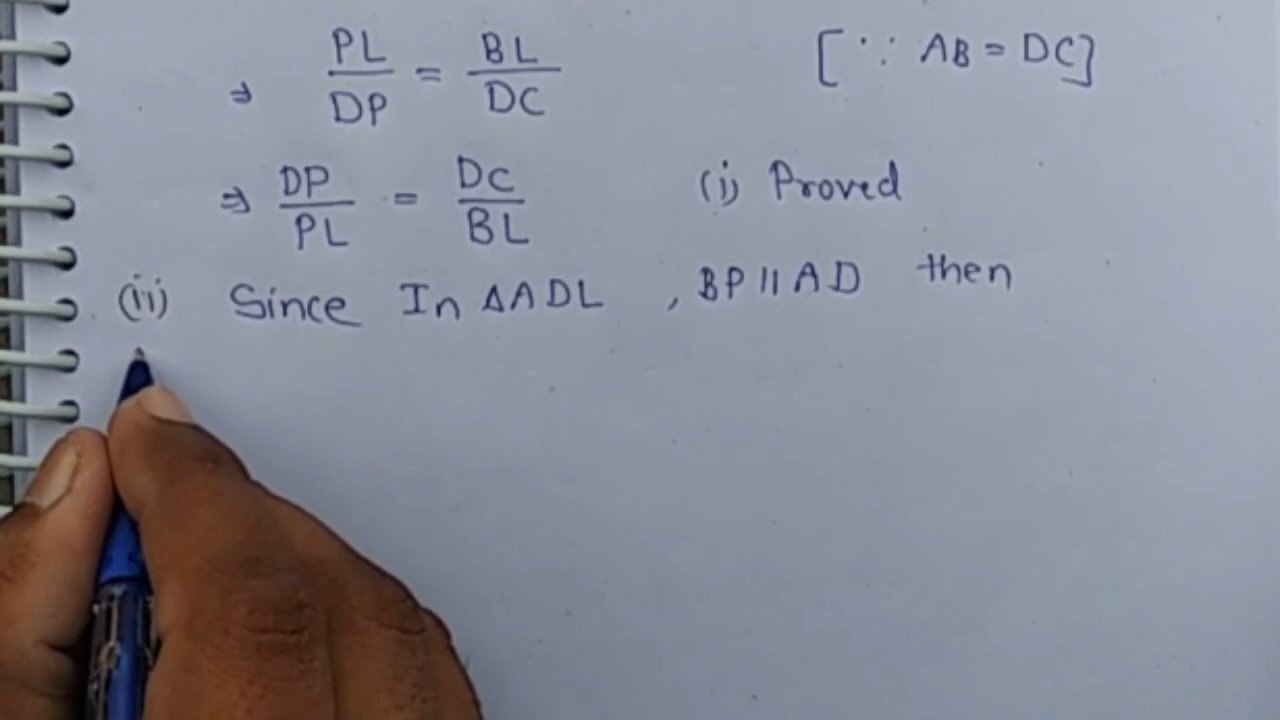 ⇒ PL/DP = BL/DC [∵ AB = DC]
⇒ DP/PL = DC/BL (i) Proved
(ii) Since In ΔADL , BP || AD then